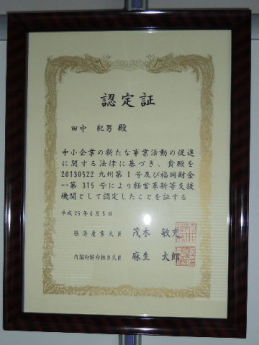 認定証
田中 紀男 殿
中小企業の新たな事業活動の促進
に関する法律に基づき、貴殿を
20130522 九州第1号及び福岡財金
一第 315 号により経営革新等支援
機関として認定したことを証する
平成25年6月5日
経済産業大臣 茂木 敏充
内閣府特命担当大臣 麻生 太郎